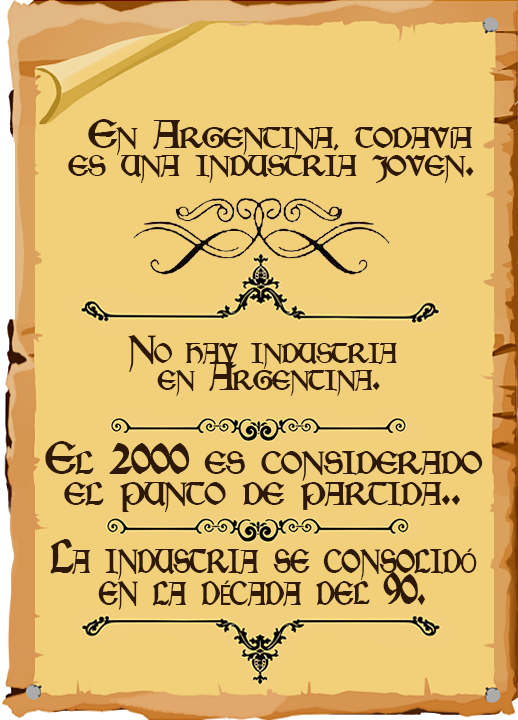 En Argentina, todavía
es una industria joven.
No hay industria
en Argentina.
El 2000 es considerado
el punto de partida..
La industria se consolidó
en la década del 90.